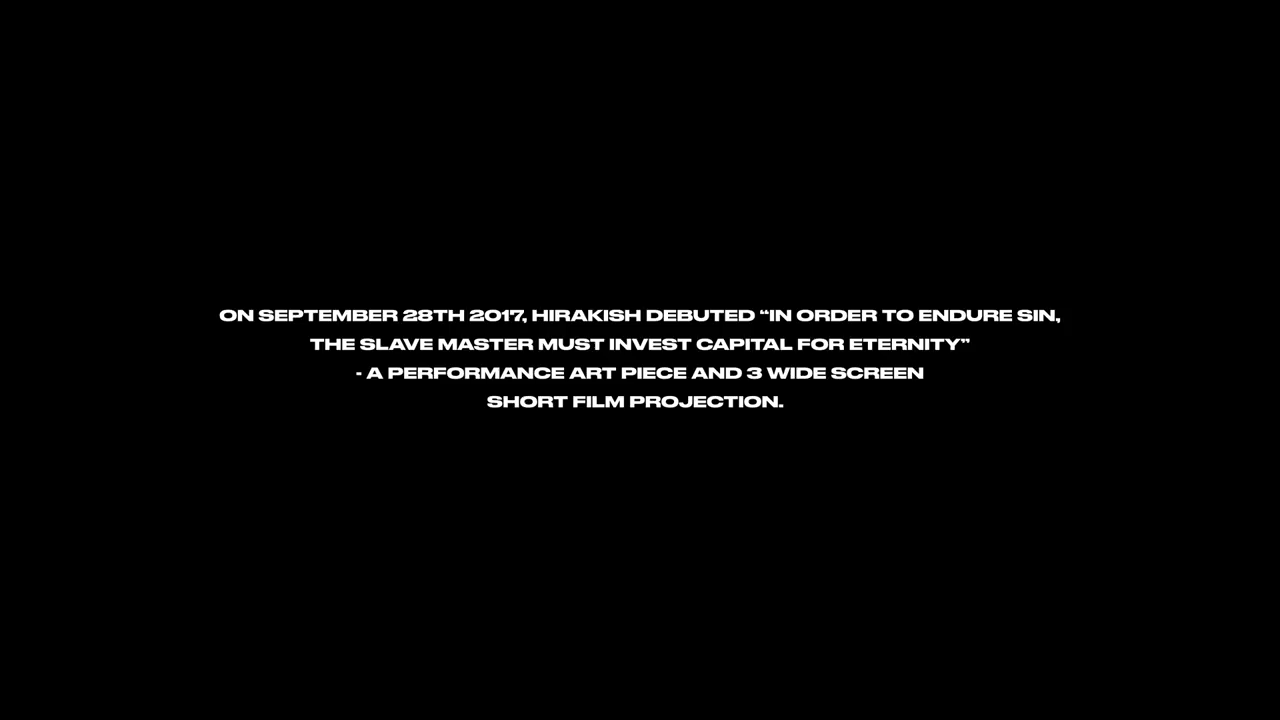 ON SEPTEMBER 28TH 2017, HIRAKISH DEBUTED “IN ORDER TO ENDURE SIN,
THE SLAVE MASTER MUST INVEST CAPITAL FOR ETERNITY”
- A PERFORMANCE ART PIECE AND 3 WIDE SCREEN
SHORT FILM PROJECTION.